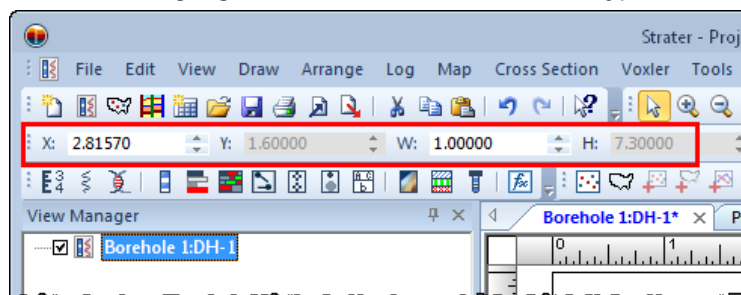 Strater - Proj
File Edit View Draw Arrange Log Map Cross Section Voxler Tools
X: 2.81570 Y: 1.60000 W: 1.00000 H: 7.30000
View Manager
Borehole 1:DH-1* P
Borehole 1:DH-1
0 1